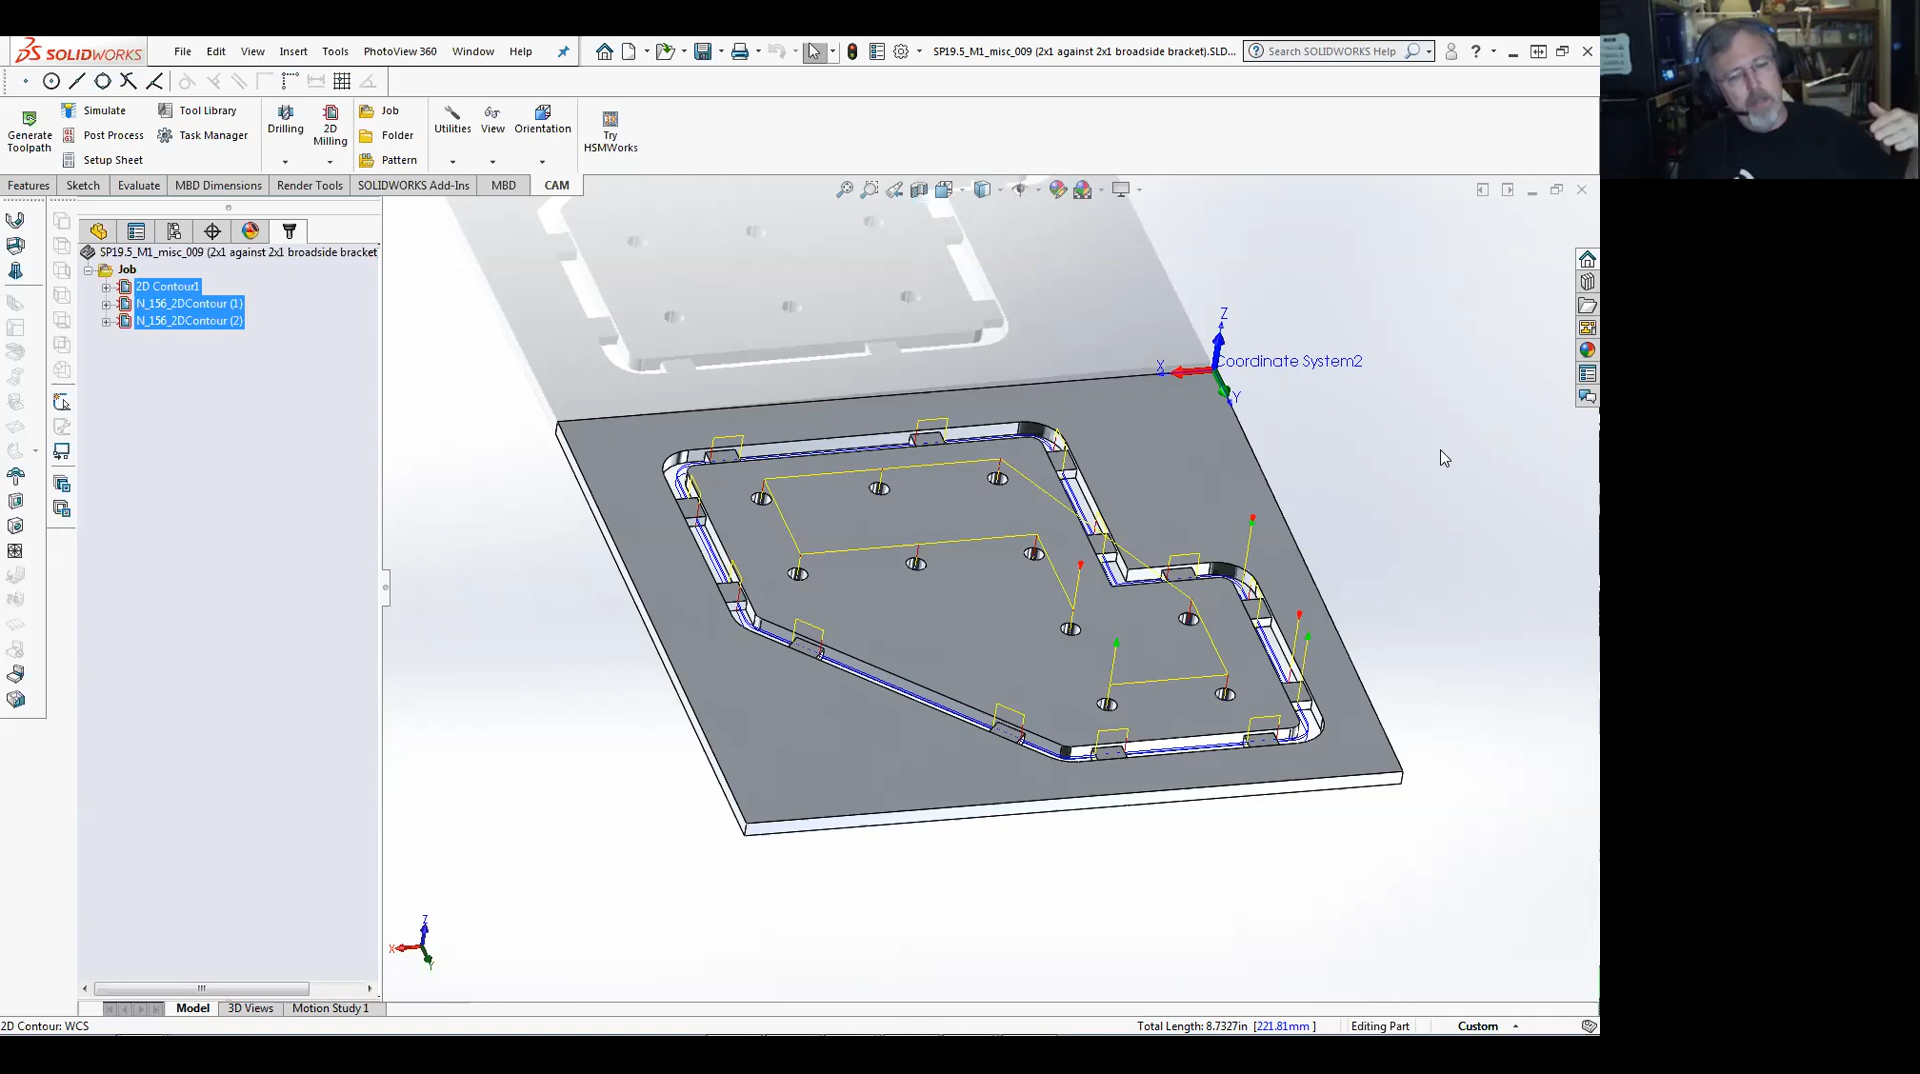 SOLIDWORKS File Edit View Insert Tools PhotoView 360 Window Help SP19.5_M1_misc_009 (2x1 against 2x1 broadside bracket).SLD... Search SOLIDWORKS Help
Generate Toolpath
Simulate
Post Process
Setup Sheet
Tool Library
Task Manager
Drilling
2D Milling
Job
Folder
Pattern
Utilities
View
Orientation
Try HSMWorks
Features Sketch Evaluate MBD Dimensions Render Tools SOLIDWORKS Add-Ins MBD CAM
SP19.5_M1_misc_009 (2x1 against 2x1 broadside bracket
Job
2D Contour1
N_156_2DContour (1)
N_156_2DContour (2)
Z
X
Coordinate System2
Y
Z
X
Y
Model 3D Views Motion Study 1
2D Contour: WCS Total Length: 8.7327in [221.81mm ] Editing Part Custom